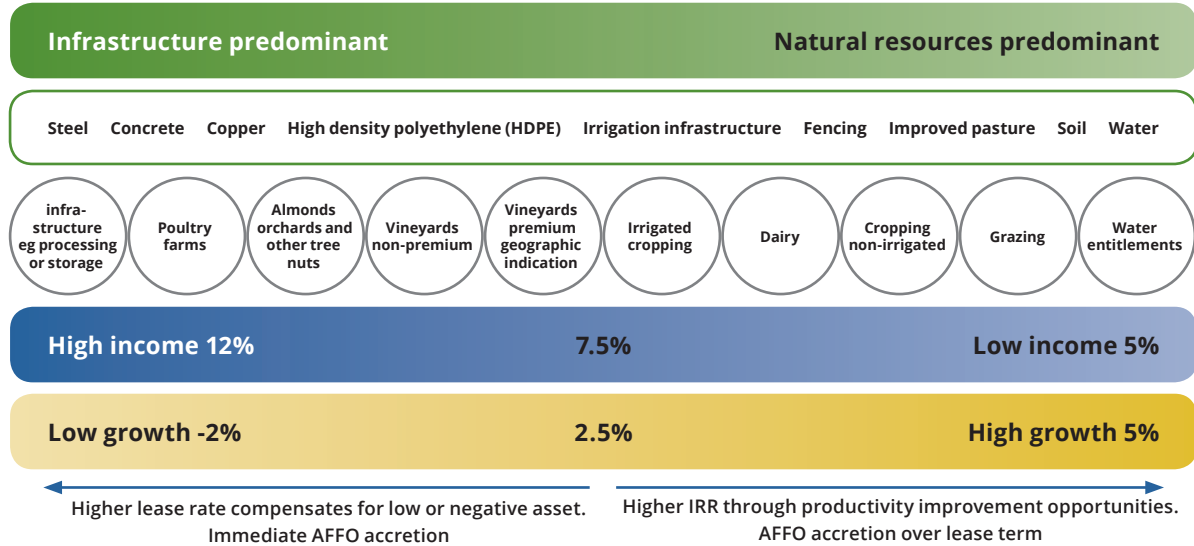 Infrastructure predominant
Natural resources predominant
Steel Concrete Copper High density polyethylene (HDPE) Irrigation infrastructure Fencing Improved pasture Soil Water
infra-
structure
eg processing
or storage
Poultry
farms
Almonds
orchards and
other tree
nuts
Vineyards
non-premium
Vineyards
premium
geographic
indication
Irrigated
cropping
Dairy
Cropping
non-irrigated
Grazing
Water
entitlements
High income 12%
7.5%
Low income 5%
Low growth -2%
2.5%
High growth 5%
Higher lease rate compensates for low or negative asset.
Immediate AFFO accretion
Higher IRR through productivity improvement opportunities.
AFFO accretion over lease term